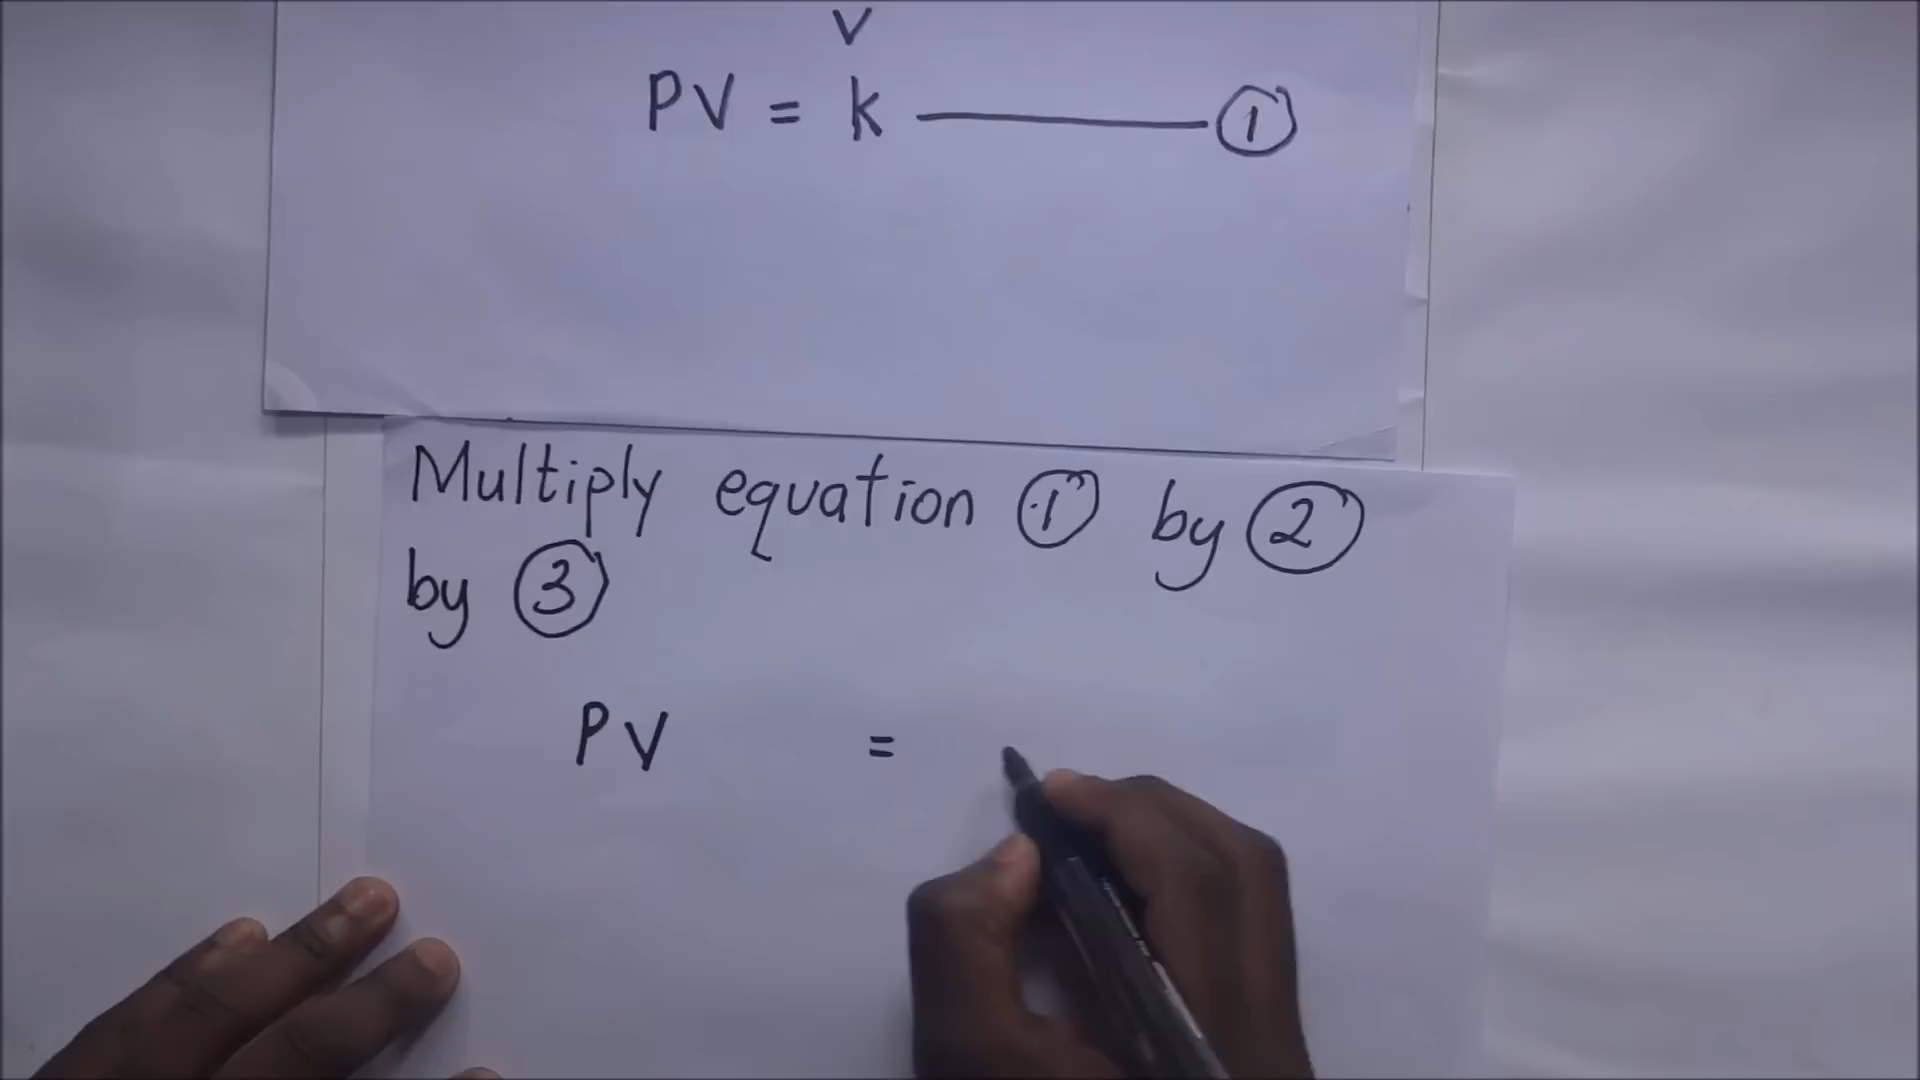 V
PV = k ——— ①
Multiply equation ① by ②
by ③
PV =